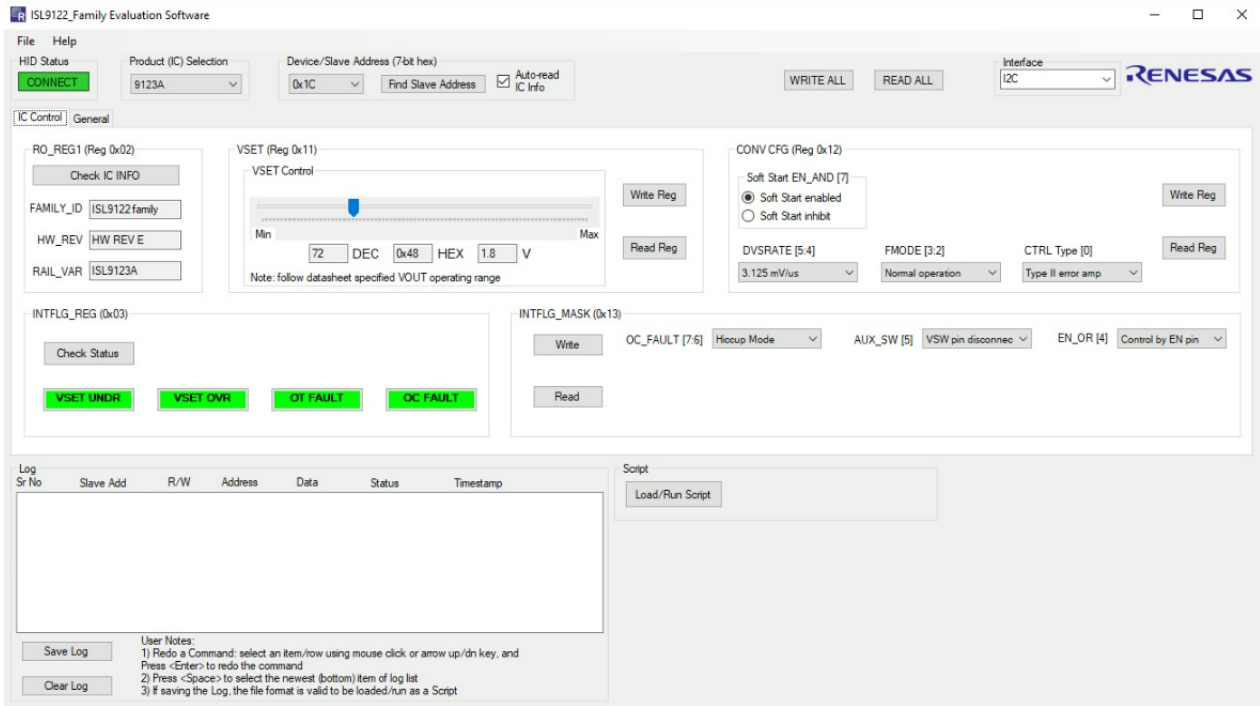 ISL9122_Family Evaluation Software
File Help
HID Status Product (IC) Selection Device/Slave Address (7-bit hex) Interface
CONNECT 9123A 0x1C Find Slave Address Auto-read IC Info WRITE ALL READ ALL I2C RENESAS
IC Control General
RO_REG1 (Reg 0x02)
Check IC INFO
FAMILY_ID ISL9122 family
HW_REV HW REV E
RAIL_VAR ISL9123A
VSET (Reg 0x11)
VSET Control
Min Max
72 DEC 0x48 HEX 1.8 V
Note: follow datasheet specified VOUT operating range
Write Reg
Read Reg
CONV CFG (Reg 0x12)
Soft Start EN_AND [7]
Soft Start enabled
Soft Start inhibit
DVSRATE [5:4] FMODE [3:2] CTRL Type [0]
3.125 mV/us Normal operation Type II error amp
Write Reg
Read Reg
INTFLG_REG (0x03)
Check Status
VSET UNDR VSET OVR OT FAULT OC FAULT
INTFLG_MASK (0x13)
Write OC_FAULT [7:6] Hiccup Mode AUX_SW [5] VSW pin disconnec EN_OR [4] Control by EN pin
Read
Log
Sr No Slave Add R/W Address Data Status Timestamp
Script
Load/Run Script
Save Log
Clear Log
User Notes:
1) Redo a Command: select an item/row using mouse click or arrow up/dn key, and
Press <Enter> to redo the command
2) Press <Space> to select the newest (bottom) item of log list
3) If saving the Log, the file format is valid to be loaded/run as a Script